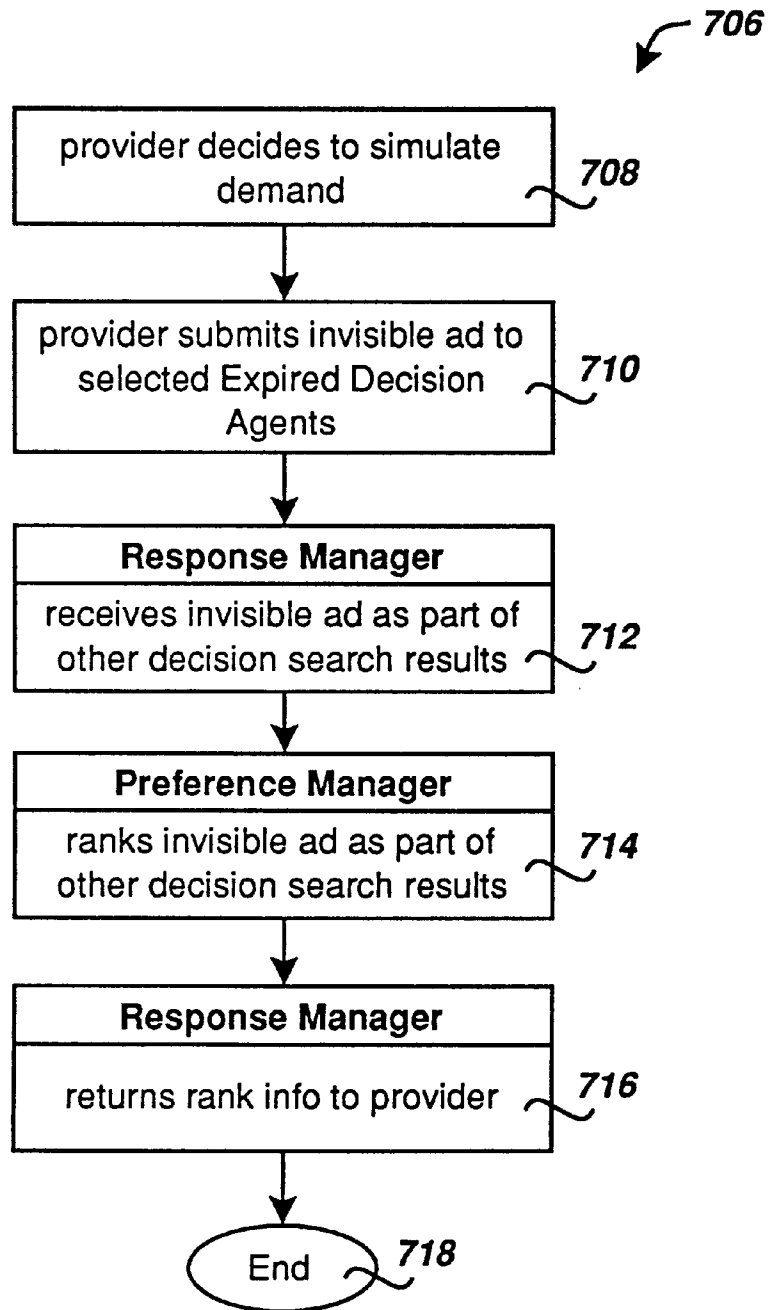 706
provider decides to simulate
demand
708
provider submits invisible ad to
selected Expired Decision
Agents
710
Response Manager
receives invisible ad as part of
other decision search results
712
Preference Manager
ranks invisible ad as part of
other decision search results
714
Response Manager
returns rank info to provider
716
End
718